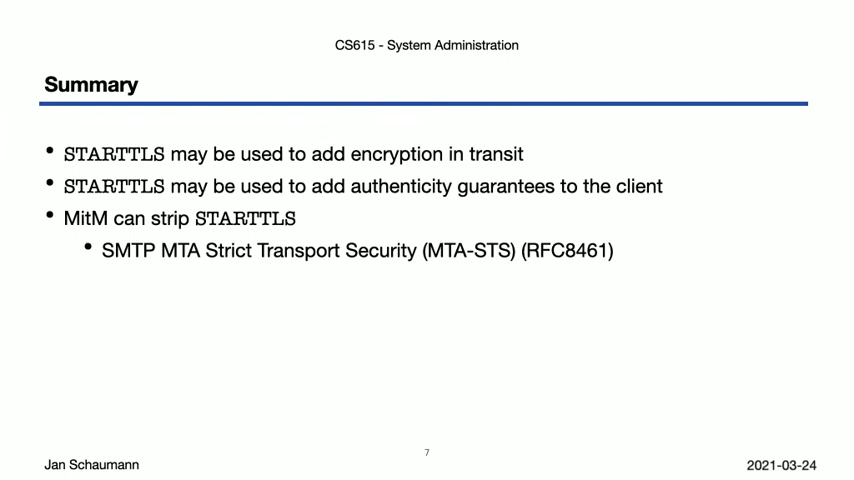 CS615 - System Administration
Summary
• STARTTLS may be used to add encryption in transit
• STARTTLS may be used to add authenticity guarantees to the client
• MitM can strip STARTTLS
• SMTP MTA Strict Transport Security (MTA-STS) (RFC8461)
7
Jan Schaumann
2021-03-24